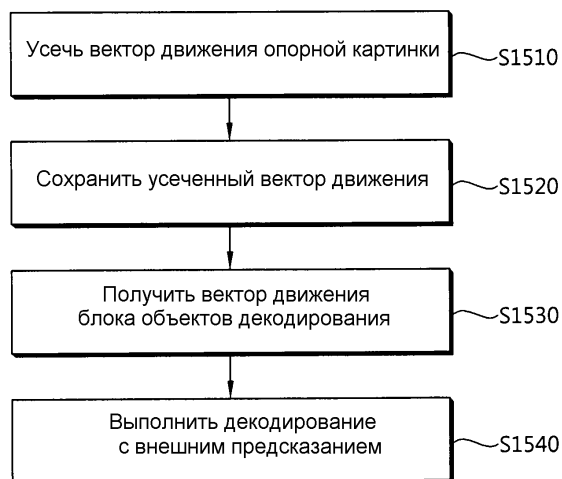 Усечь вектор движения опорной картинки
S1510
Сохранить усеченный вектор движения
S1520
Получить вектор движения
блока объектов декодирования
S1530
Выполнить декодирование
с внешним предсказанием
S1540